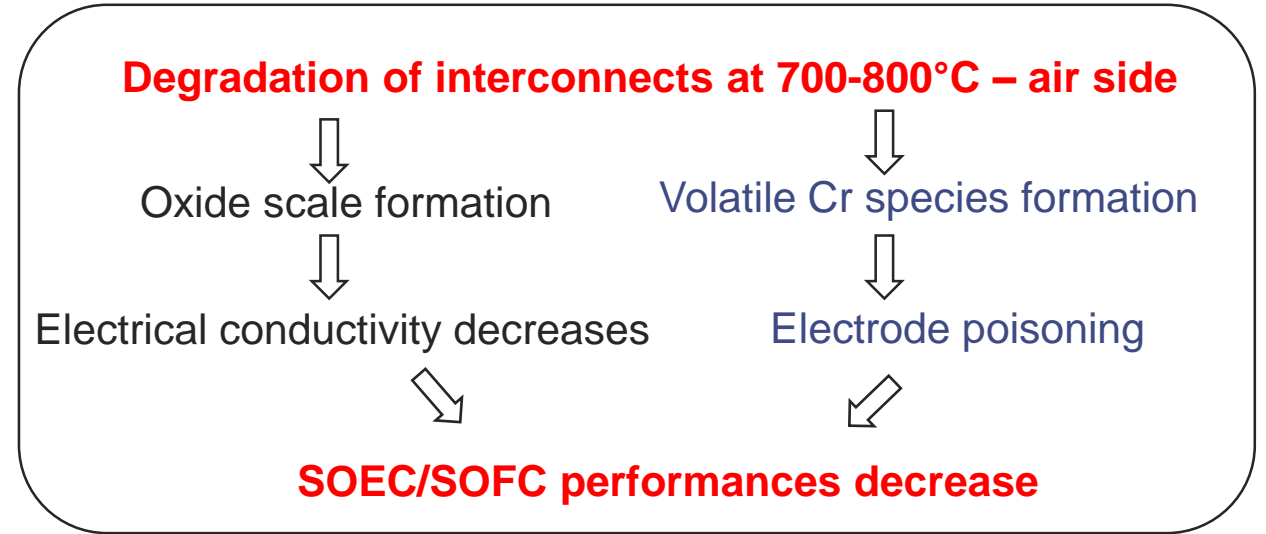 Degradation of interconnects at 700-800°C – air side
Oxide scale formation
Volatile Cr species formation
Electrical conductivity decreases
Electrode poisoning
SOEC/SOFC performances decrease